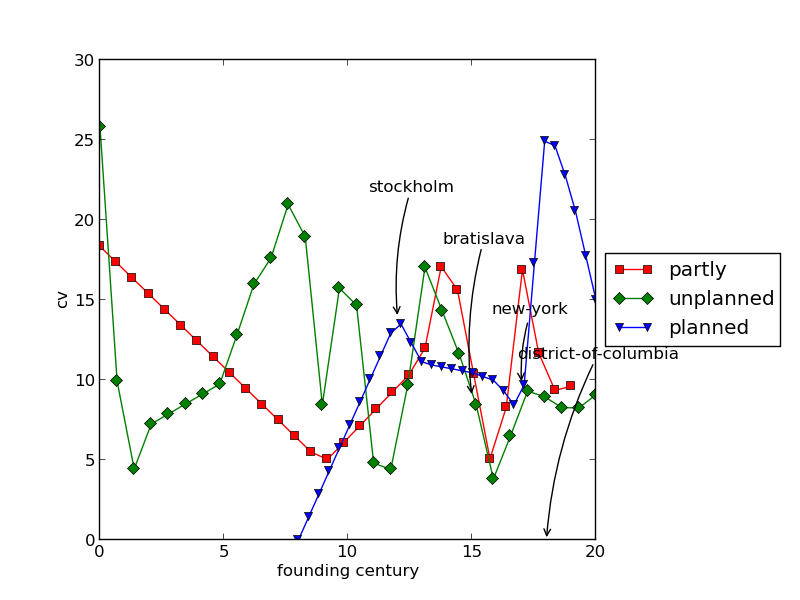 30
25
20
15
10
5
0
cv
stockholm
bratislava
new-york
district-of-columbia
partly
unplanned
planned
0 5 10 15 20
founding century